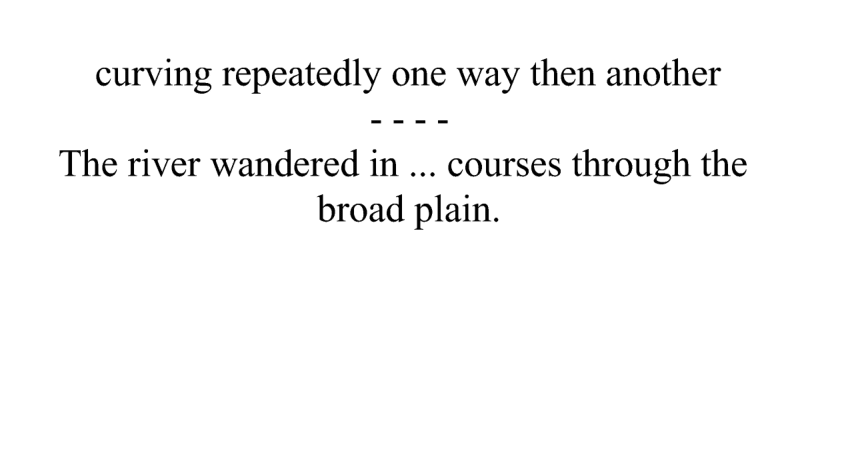 curving repeatedly one way then another
- - - -
The river wandered in ... courses through the
broad plain.